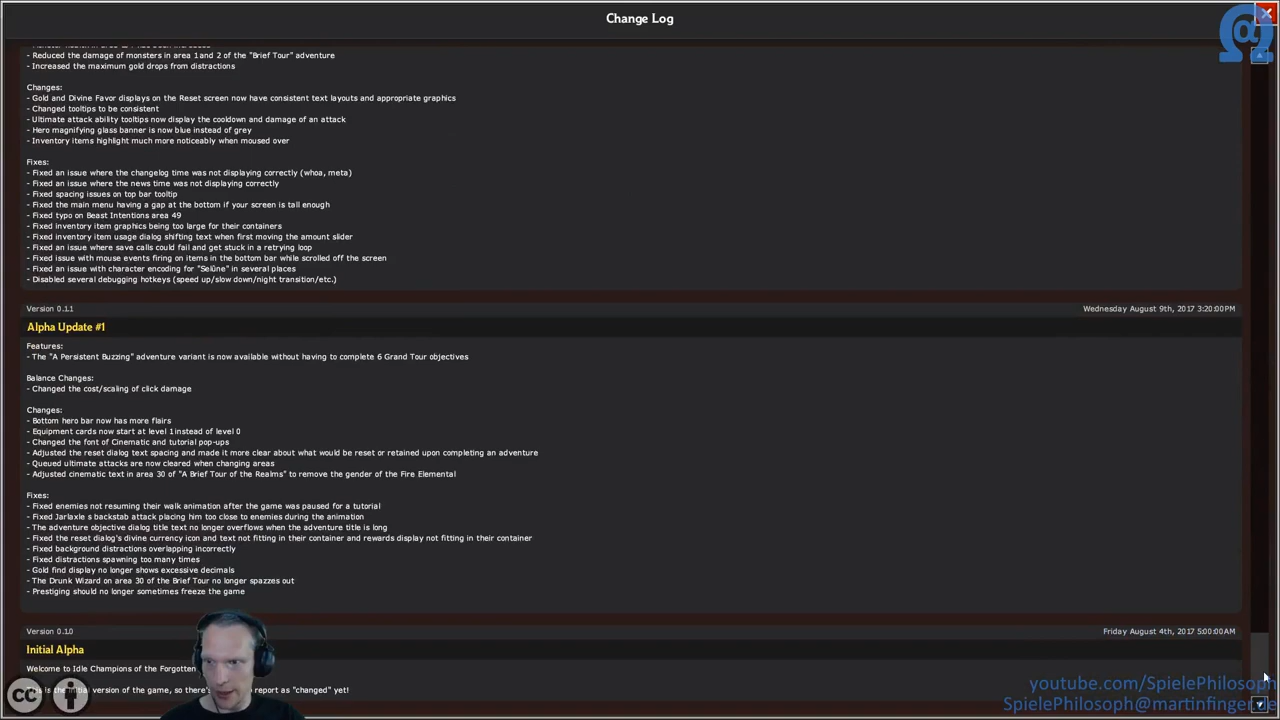 Change Log
- Reduced the damage of monsters in area 1 and 2 of the "Brief Tour" adventure
- Increased the maximum gold drops from distractions
Changes:
- Gold and Divine Favor displays on the Reset screen now have consistent text layouts and appropriate graphics
- Changed tooltips to be consistent
- Ultimate attack ability tooltips now display the cooldown and damage of an attack
- Hero magnifying glass banner is now blue instead of grey
- Inventory items highlight much more noticeably when moused over
Fixes:
- Fixed an issue where the changelog time was not displaying correctly (whoa, meta)
- Fixed an issue where the news time was not displaying correctly
- Fixed spacing issues on top bar tooltip
- Fixed the main menu having a gap at the bottom if your screen is tall enough
- Fixed typo on Beast Intentions area 49
- Fixed inventory item graphics being too large for their containers
- Fixed inventory item usage dialog shifting text when first moving the amount slider
- Fixed an issue where save calls could fail and get stuck in a retrying loop
- Fixed issue with mouse events firing on items in the bottom bar while scrolled off the screen
- Fixed an issue with character encoding for "Selûne" in several places
- Disabled several debugging hotkeys (speed up/slow down/night transition/etc.)
Version 0.1.1
Wednesday August 9th, 2017 3:20:00PM
Alpha Update #1
Features:
- The "A Persistent Buzzing" adventure variant is now available without having to complete 6 Grand Tour objectives
Balance Changes:
- Changed the cost/scaling of click damage
Changes:
- Bottom hero bar now has more flairs
- Equipment cards now start at level 1 instead of level 0
- Changed the font of Cinematic and tutorial pop-ups
- Adjusted the reset dialog text spacing and made it more clear about what would be reset or retained upon completing an adventure
- Queued ultimate attacks are now cleared when changing areas
- Adjusted cinematic text in area 30 of "A Brief Tour of the Realms" to remove the gender of the Fire Elemental
Fixes:
- Fixed enemies not resuming their walk animation after the game was paused for a tutorial
- Fixed Jarlaxle s backstab attack placing him too close to enemies during the animation
- The adventure objective dialog title text no longer overflows when the adventure title is long
- Fixed the reset dialog's divine currency icon and text not fitting in their container and rewards display not fitting in their container
- Fixed background distractions overlapping incorrectly
- Fixed distractions spawning too many times
- Gold find display no longer shows excessive decimals
- The Drunk Wizard on area 30 of the Brief Tour no longer spazzes out
- Prestiging should no longer sometimes freeze the game
Version 0.1.0
Friday August 4th, 2017 5:00:00AM
Initial Alpha
Welcome to Idle Champions of the Forgotten
is the initial version of the game, so there's report as "changed" yet!
youtube.com/SpielePhilosoph
SpielePhilosoph@martinfinger.de
cc